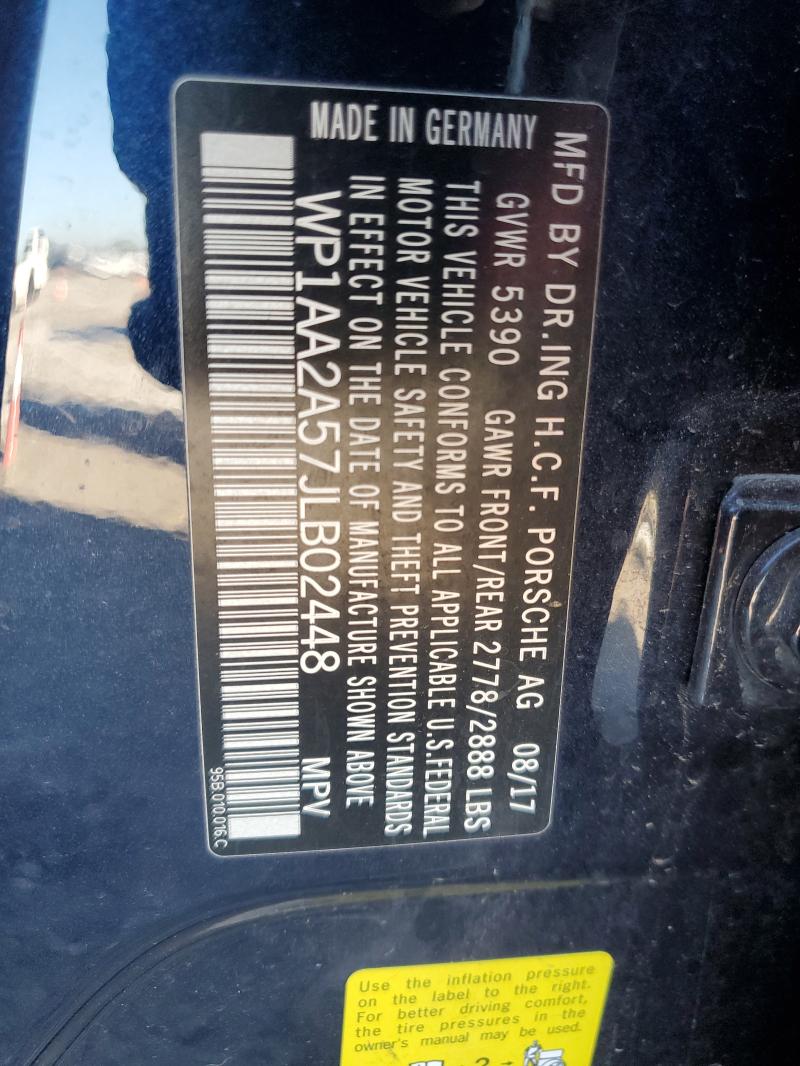 MFD BY DR.ING H.C.F. PORSCHE AG 08/17
GVWR 5390 GAWR FRONT/REAR 2778/2888 LBS
THIS VEHICLE CONFORMS TO ALL APPLICABLE U.S.FEDERAL
MOTOR VEHICLE SAFETY AND THEFT PREVENTION STANDARDS
IN EFFECT ON THE DATE OF MANUFACTURE SHOWN ABOVE
WP1AA2A57JLB02448 MPV
MADE IN GERMANY
95B.010.016.C
Use the inflation pressure
on the label to the right.
For better driving comfort,
the tire pressures in the
owner's manual may be used.
2